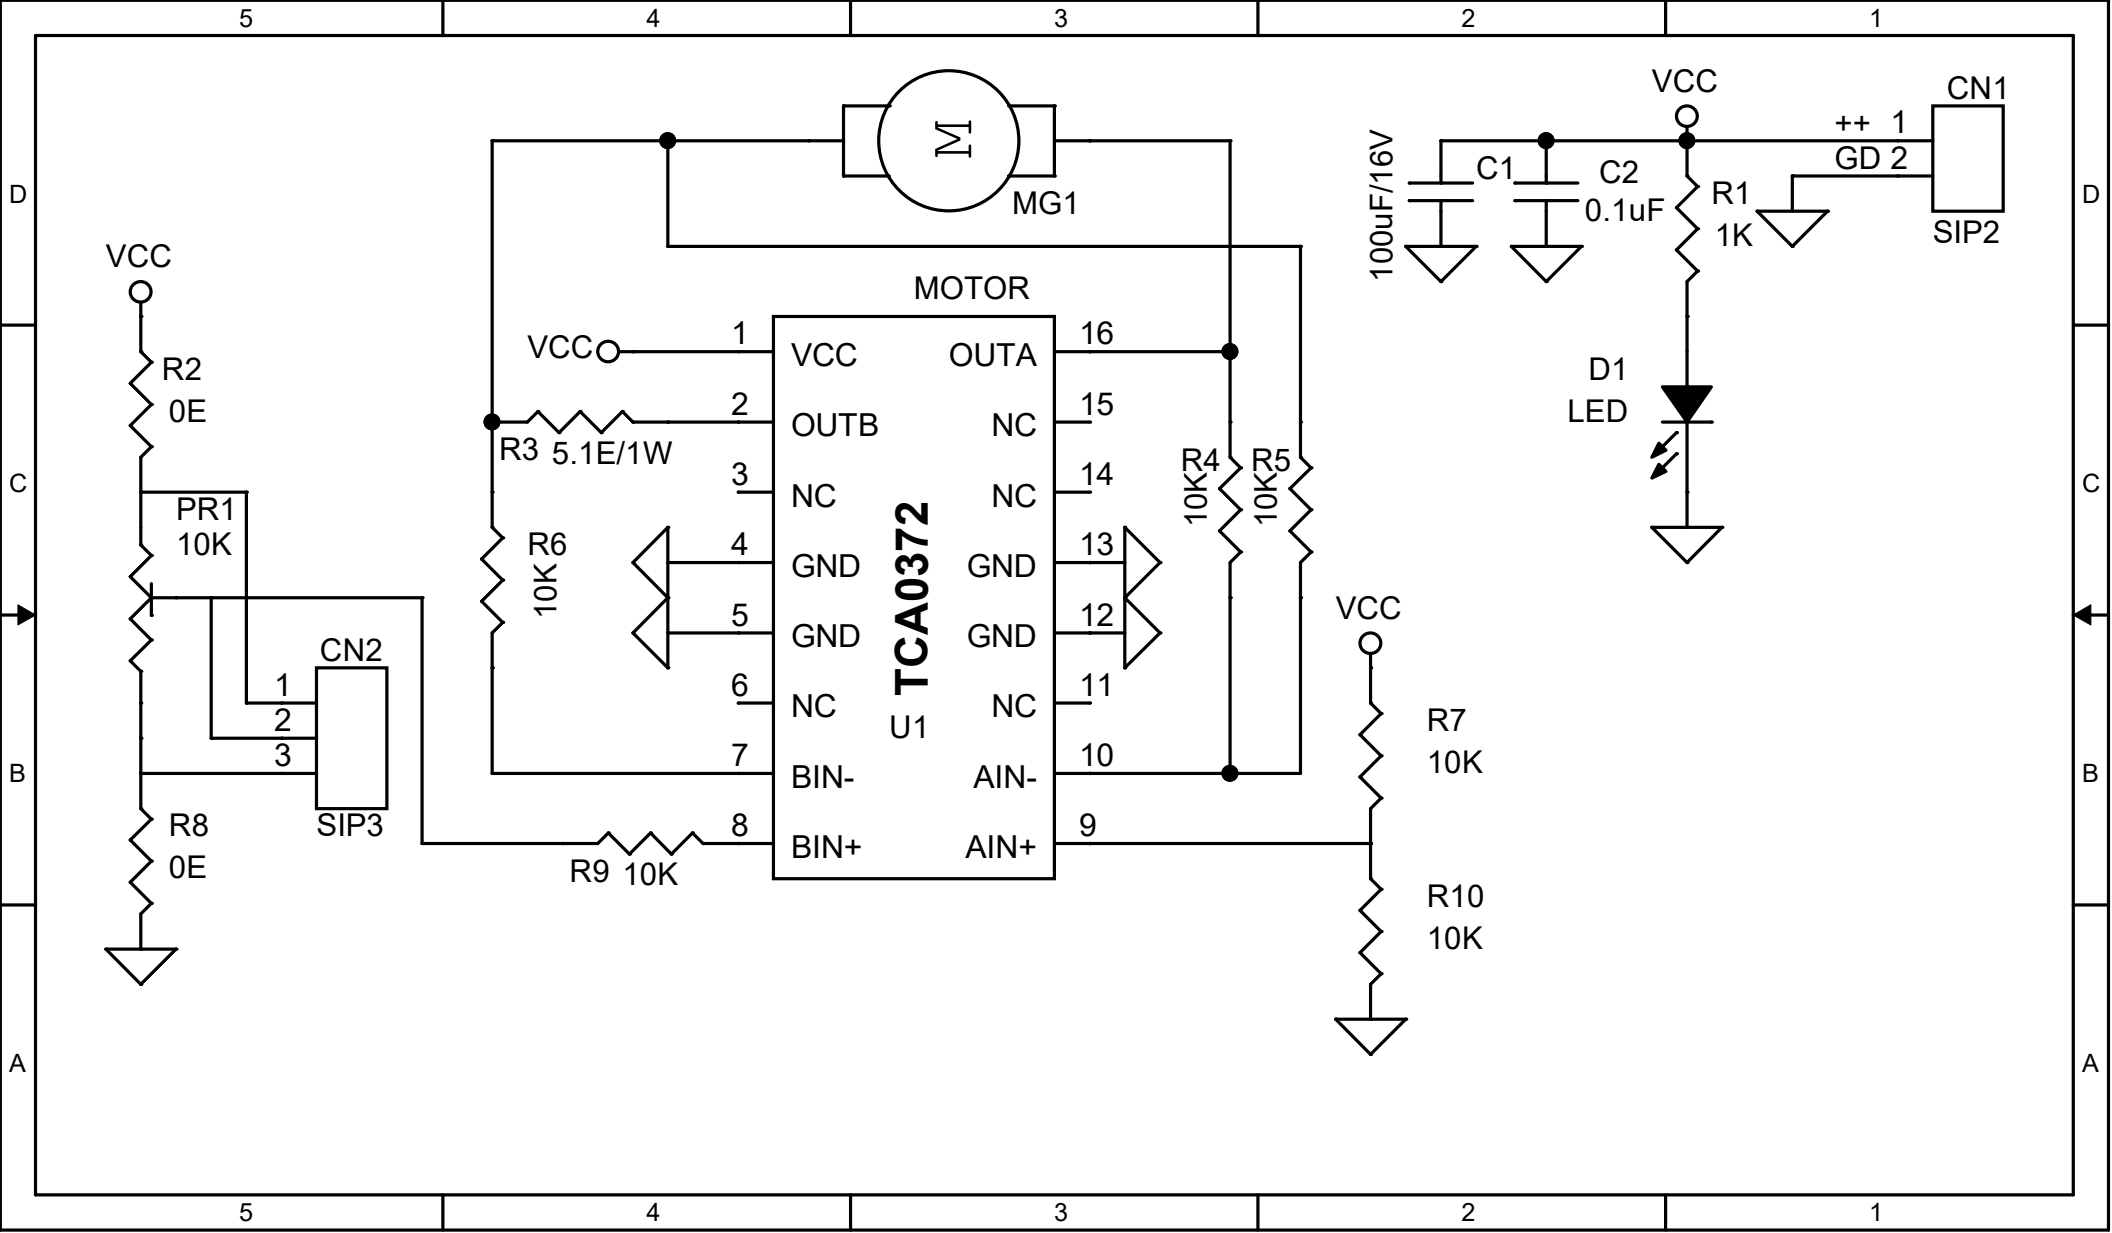 5 4 3 2 1
D
C
B
A
D
C
B
A
M
MG1
VCC
CN1
++ 1
GD 2
SIP2
100uF/16V
C1
C2
0.1uF
R1
1K
D1
LED
VCC
R2
0E
PR1
10K
CN2
1
2
3
SIP3
R8
0E
MOTOR
VCC
1 VCC
2 OUTB
3 NC
4 GND
5 GND
6 NC
7 BIN-
8 BIN+
OUTA 16
NC 15
NC 14
GND 13
GND 12
NC 11
AIN- 10
AIN+ 9
TCA0372
U1
R3 5.1E/1W
R6
10K
R9 10K
R4
10K
R5
10K
VCC
R7
10K
R10
10K
5 4 3 2 1